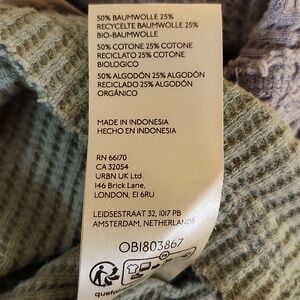 50% BAUMWOLLE 25%
RECYCELTE BAUMWOLLE 25%
BIO-BAUMWOLLE
50% COTONE 25% COTONE
RECICLATO 25% COTONE
BIOLOGICO
50% ALGODÓN 25% ALGODÓN
RECICLADO 25% ALGODÓN
ORGÁNICO
MADE IN INDONESIA
HECHO EN INDONESIA
RN 66170
CA 32054
URBN UK Ltd.
146 Brick Lane,
LONDON, E1 6RU
LEIDSESTRAAT 32, 1017 PB
AMSTERDAM, NETHERLANDS
OB1803867